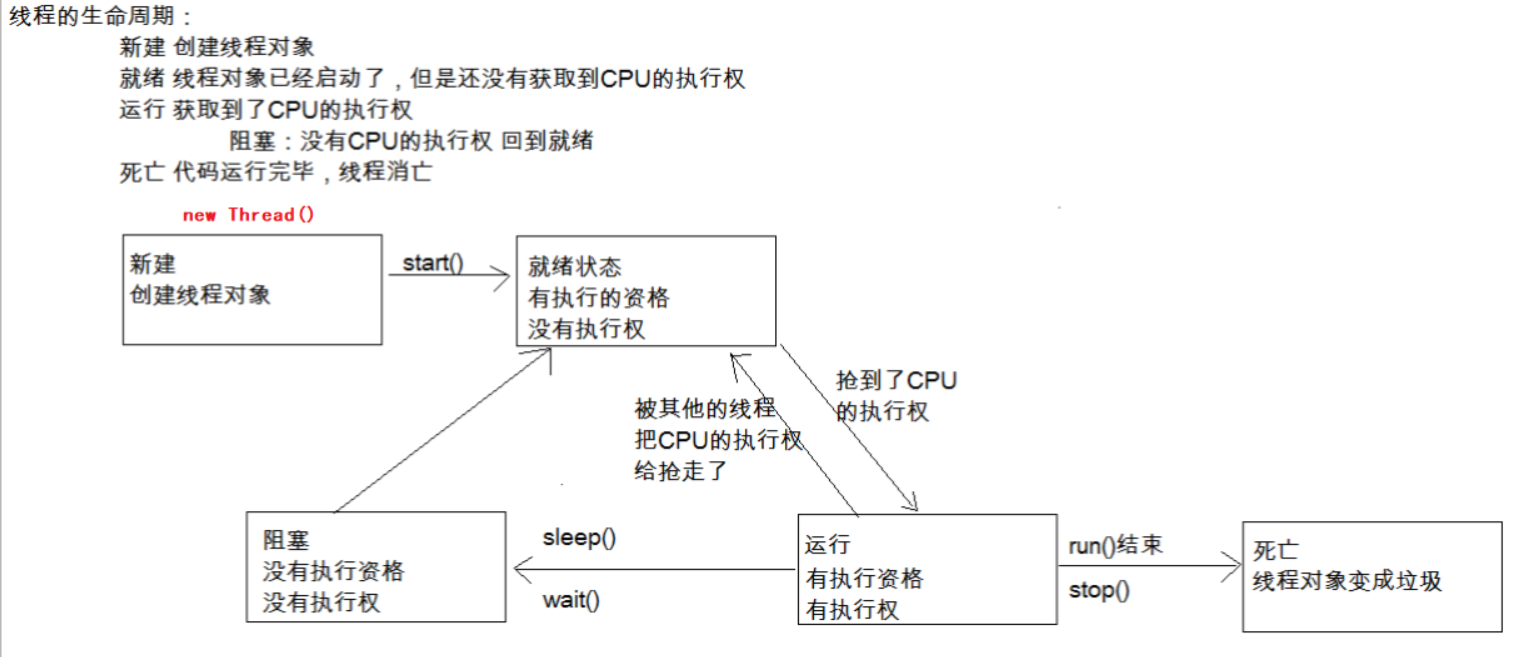 线程的生命周期：
新建 创建线程对象
就绪 线程对象已经启动了，但是还没有获取到CPU的执行权
运行 获取到了CPU的执行权
阻塞：没有CPU的执行权 回到就绪
死亡 代码运行完毕，线程消亡
new Thread()
新建
创建线程对象
start()
就绪状态
有执行的资格
没有执行权
抢到了CPU
的执行权
被其他的线程
把CPU的执行权
给抢走了
阻塞
没有执行资格
没有执行权
sleep()
wait()
运行
有执行资格
有执行权
run()结束
stop()
死亡
线程对象变成垃圾